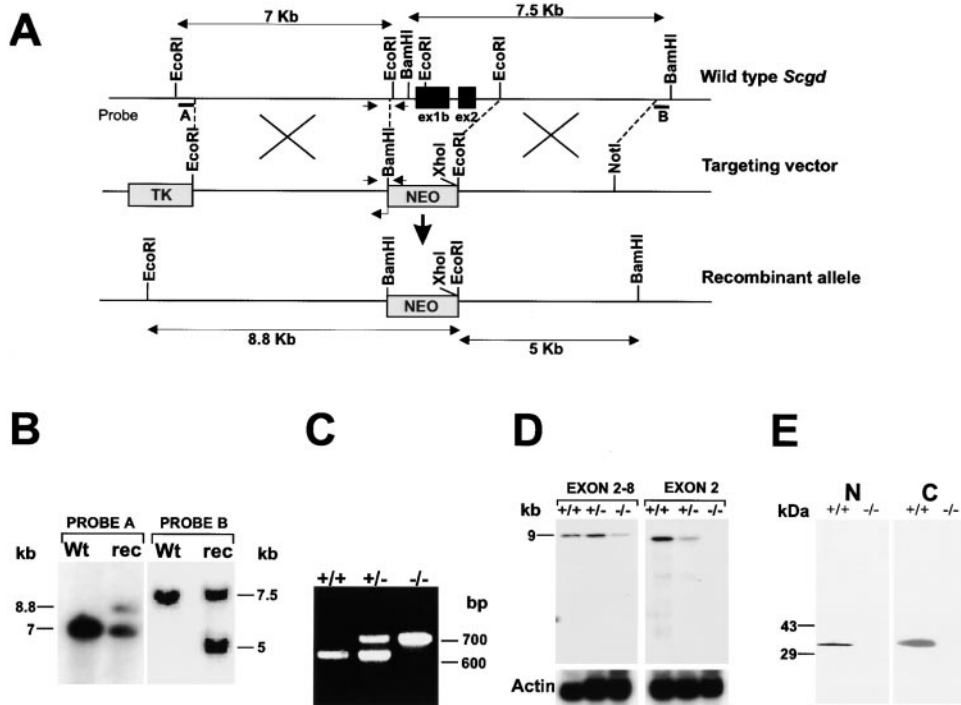 A
7 Kb
7.5 Kb
EcoRI
EcoRI
BamHI
EcoRI
EcoRI
BamHI
Wild type Scgd
Probe
A
ex1b
ex2
B
EcoRI
BamHI
XhoI
EcoRI
NotI
Targeting vector
TK
NEO
EcoRI
BamHI
XhoI
EcoRI
BamHI
Recombinant allele
NEO
8.8 Kb
5 Kb
B
PROBE A
PROBE B
kb
Wt
rec
Wt
rec
kb
8.8
7
7.5
5
C
+/+
+/-
-/-
bp
700
600
D
EXON 2-8
EXON 2
kb
+/+ +/- -/-
+/+ +/- -/-
9
Actin
E
N
C
kDa
+/+ -/-
+/+ -/-
43
29